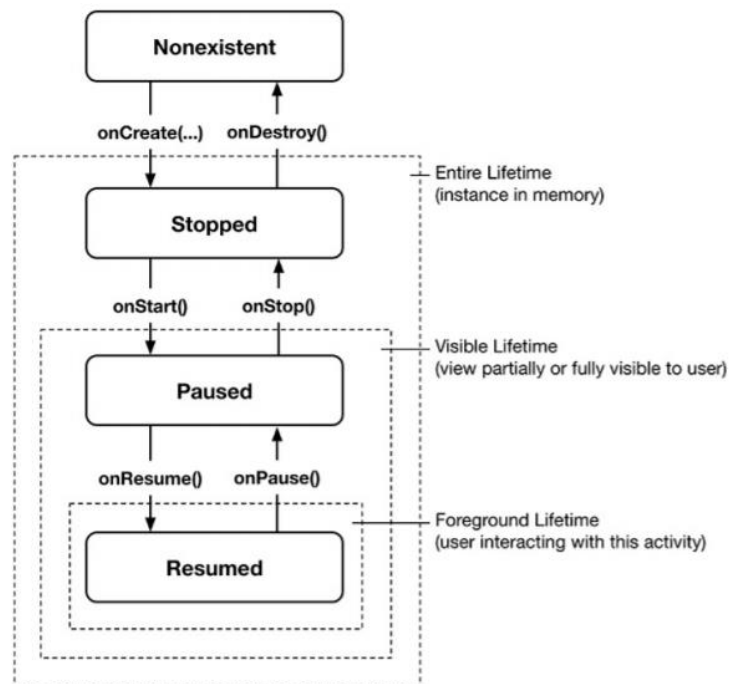 Nonexistent
onCreate(...) onDestroy()
Entire Lifetime
(instance in memory)
Stopped
onStart() onStop()
Visible Lifetime
(view partially or fully visible to user)
Paused
onResume() onPause()
Foreground Lifetime
(user interacting with this activity)
Resumed